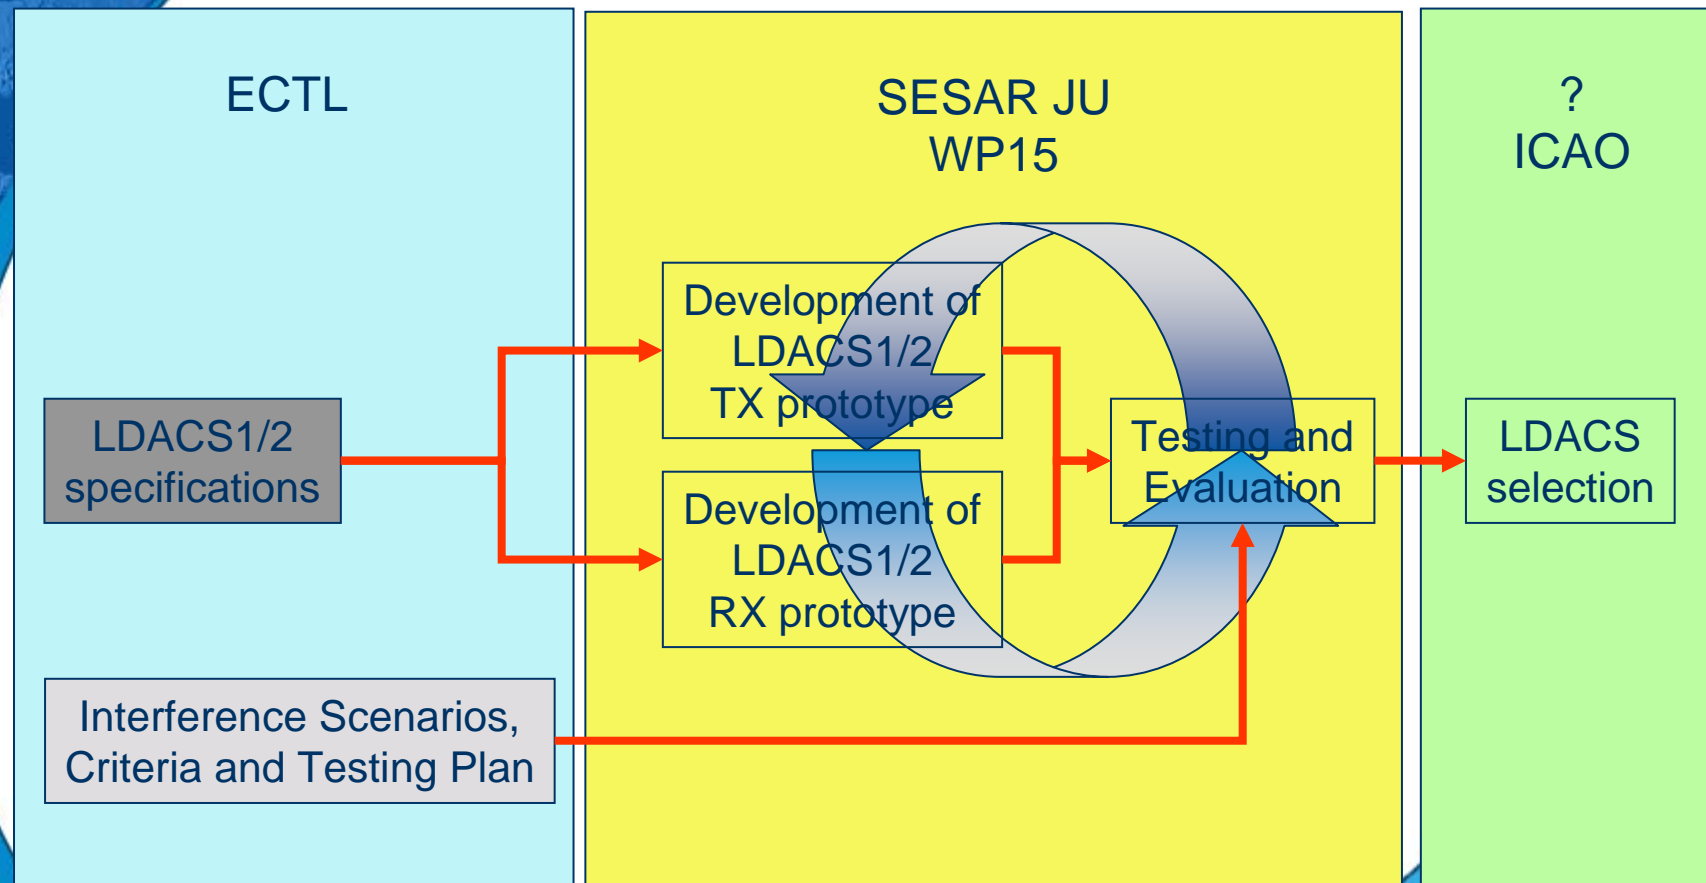 ECTL
LDACS1/2
specifications
Interference Scenarios,
Criteria and Testing Plan
SESAR JU
WP15
Development of
LDACS1/2
TX prototype
Development of
LDACS1/2
RX prototype
Testing and
Evaluation
?
ICAO
LDACS
selection